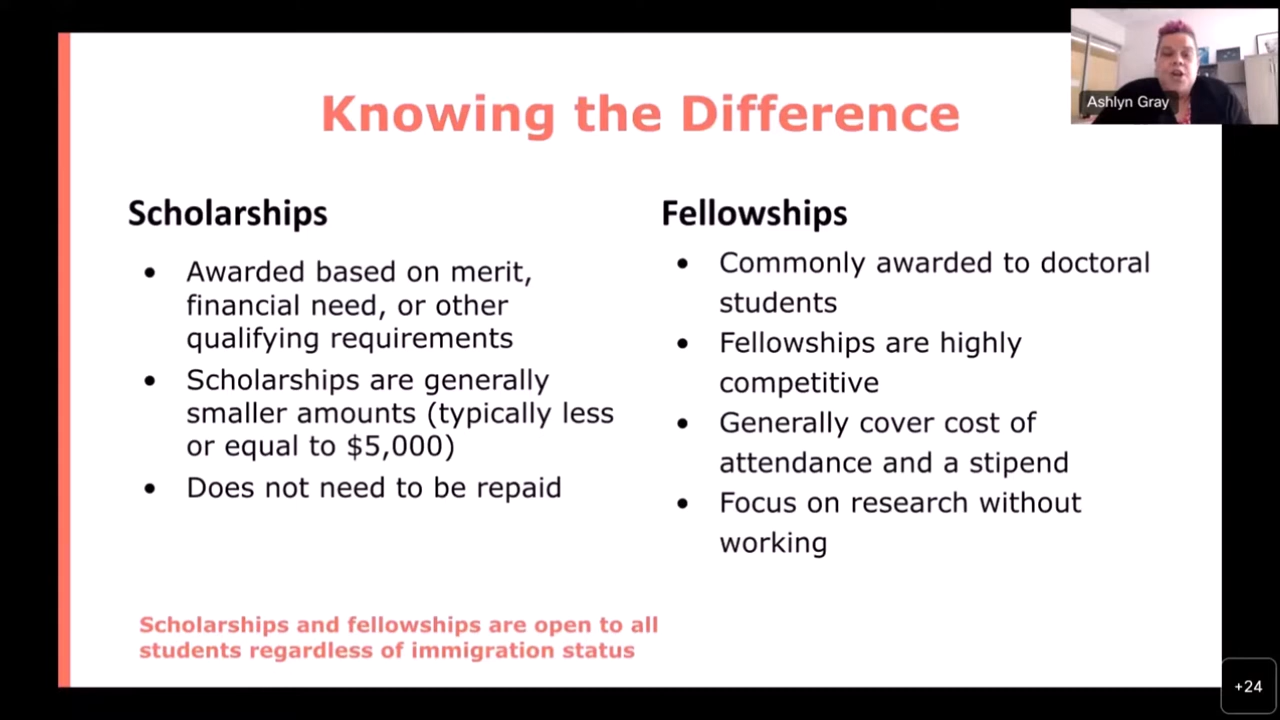 Knowing the Difference
Ashlyn Gray
Scholarships
• Awarded based on merit,
financial need, or other
qualifying requirements
• Scholarships are generally
smaller amounts (typically less
or equal to $5,000)
• Does not need to be repaid
Fellowships
• Commonly awarded to doctoral
students
• Fellowships are highly
competitive
• Generally cover cost of
attendance and a stipend
• Focus on research without
working
Scholarships and fellowships are open to all
students regardless of immigration status
+24